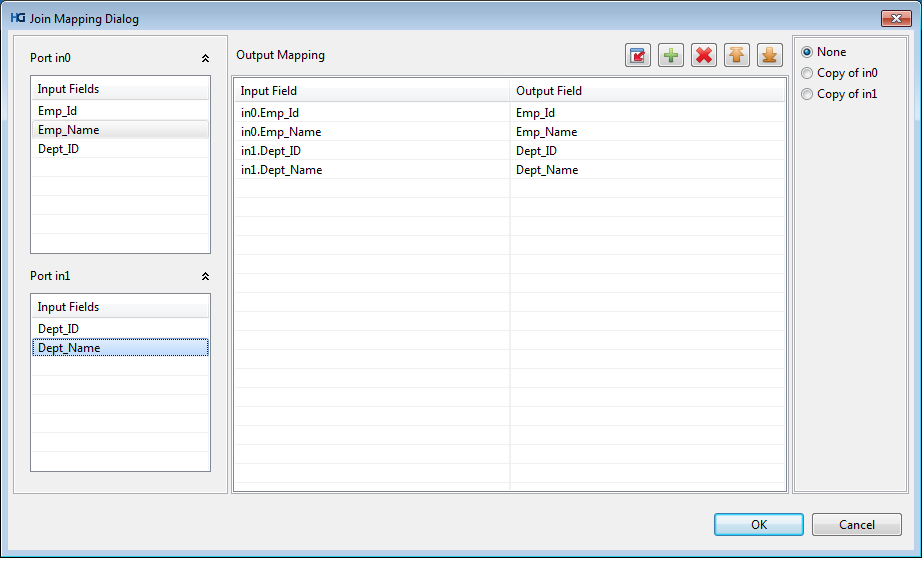 HG Join Mapping Dialog
Port in0
Input Fields
Emp_Id
Emp_Name
Dept_ID
Port in1
Input Fields
Dept_ID
Dept_Name
Output Mapping
Input Field Output Field
in0.Emp_Id Emp_Id
in0.Emp_Name Emp_Name
in1.Dept_ID Dept_ID
in1.Dept_Name Dept_Name
None
Copy of in0
Copy of in1
OK Cancel